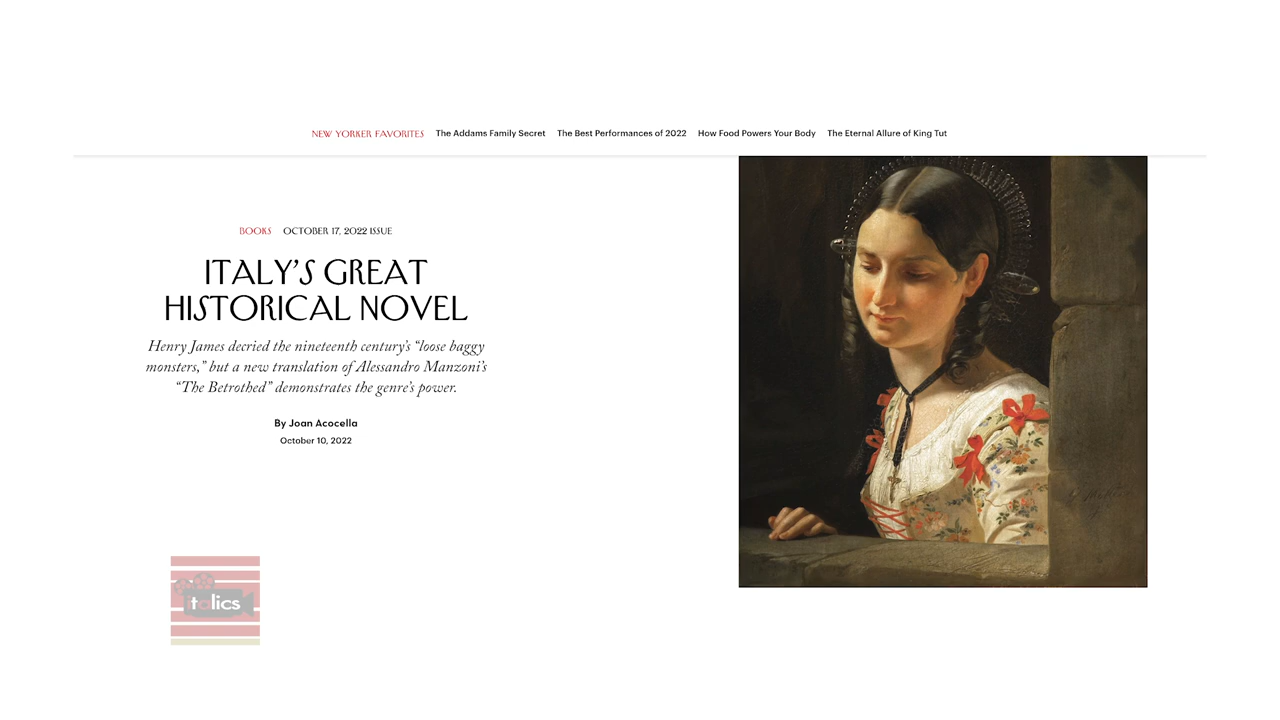 NEW YORKER FAVORITES The Addams Family Secret The Best Performances of 2022 How Food Powers Your Body The Eternal Allure of King Tut
BOOKS OCTOBER 17, 2022 ISSUE
ITALY'S GREAT
HISTORICAL NOVEL
Henry James decried the nineteenth century's “loose baggy
monsters,” but a new translation of Alessandro Manzoni's
“The Betrothed” demonstrates the genre's power.
By Joan Acocella
October 10, 2022
italics